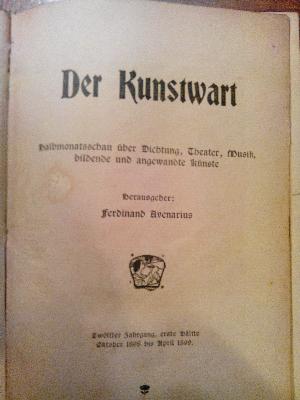 Der Kunstwart
Halbmonatsschau über Dichtung, Theater, Musik,
bildende und angewandte Künste
Herausgeber:
Ferdinand Avenarius
Zwölfter Jahrgang, erste Hälfte
Oktober 1898 bis April 1899.